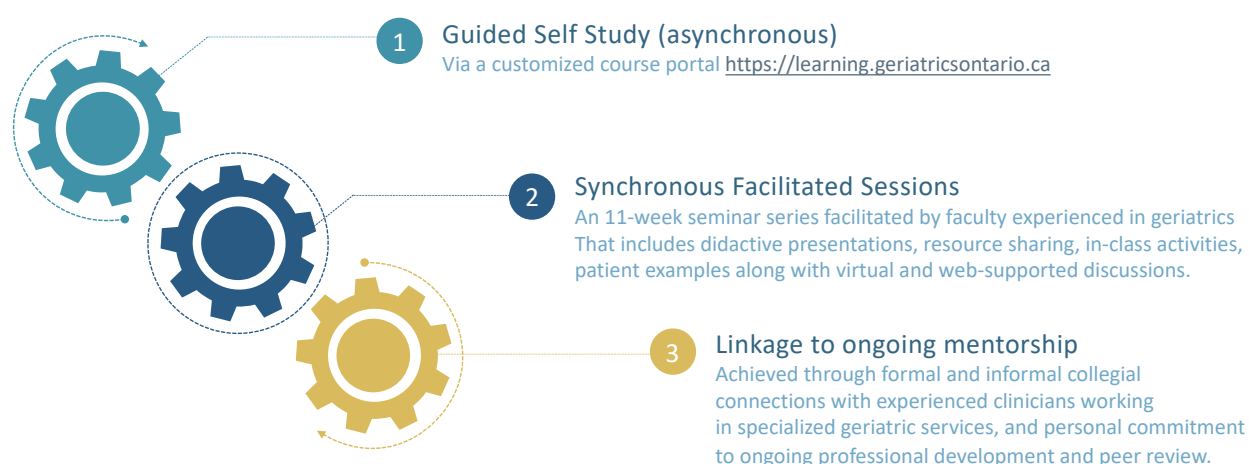 1
Guided Self Study (asynchronous)
Via a customized course portal https://learning.geriatricsontario.ca
2
Synchronous Facilitated Sessions
An 11-week seminar series facilitated by faculty experienced in geriatrics
That includes didactive presentations, resource sharing, in-class activities,
patient examples along with virtual and web-supported discussions.
3
Linkage to ongoing mentorship
Achieved through formal and informal collegial
connections with experienced clinicians working
in specialized geriatric services, and personal commitment
to ongoing professional development and peer review.